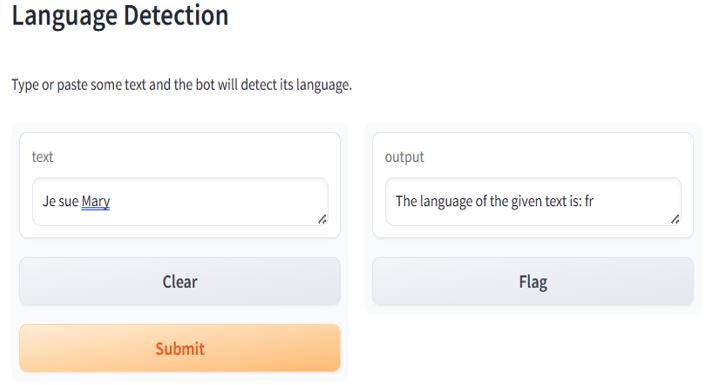 Language Detection
Type or paste some text and the bot will detect its language.
text
Je sue Mary
Clear
Submit
output
The language of the given text is: fr
Flag